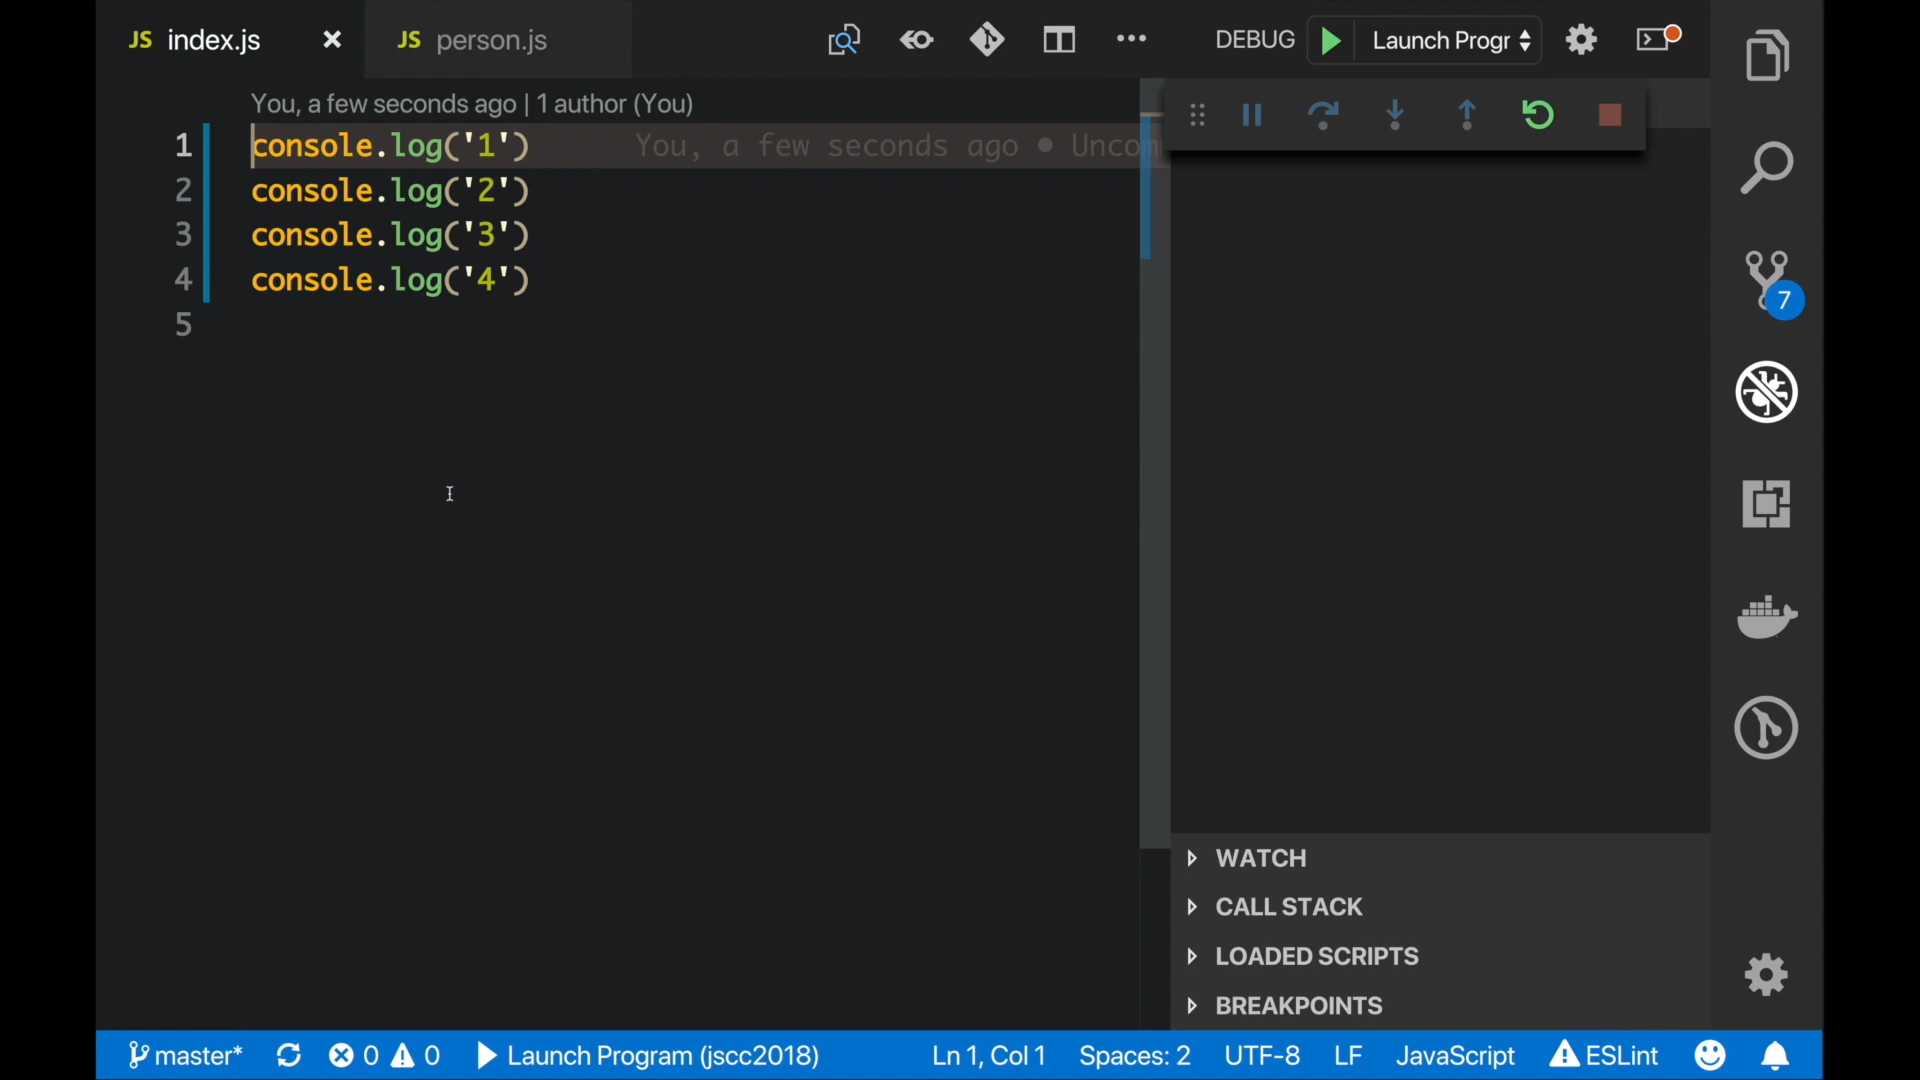 JS index.js
JS person.js
DEBUG
Launch Progr
You, a few seconds ago | 1 author (You)
1 console.log('1') You, a few seconds ago • Uncom
2 console.log('2')
3 console.log('3')
4 console.log('4')
5
7
WATCH
CALL STACK
LOADED SCRIPTS
BREAKPOINTS
master* 0 0 Launch Program (jscc2018) Ln 1, Col 1 Spaces: 2 UTF-8 LF JavaScript ESLint